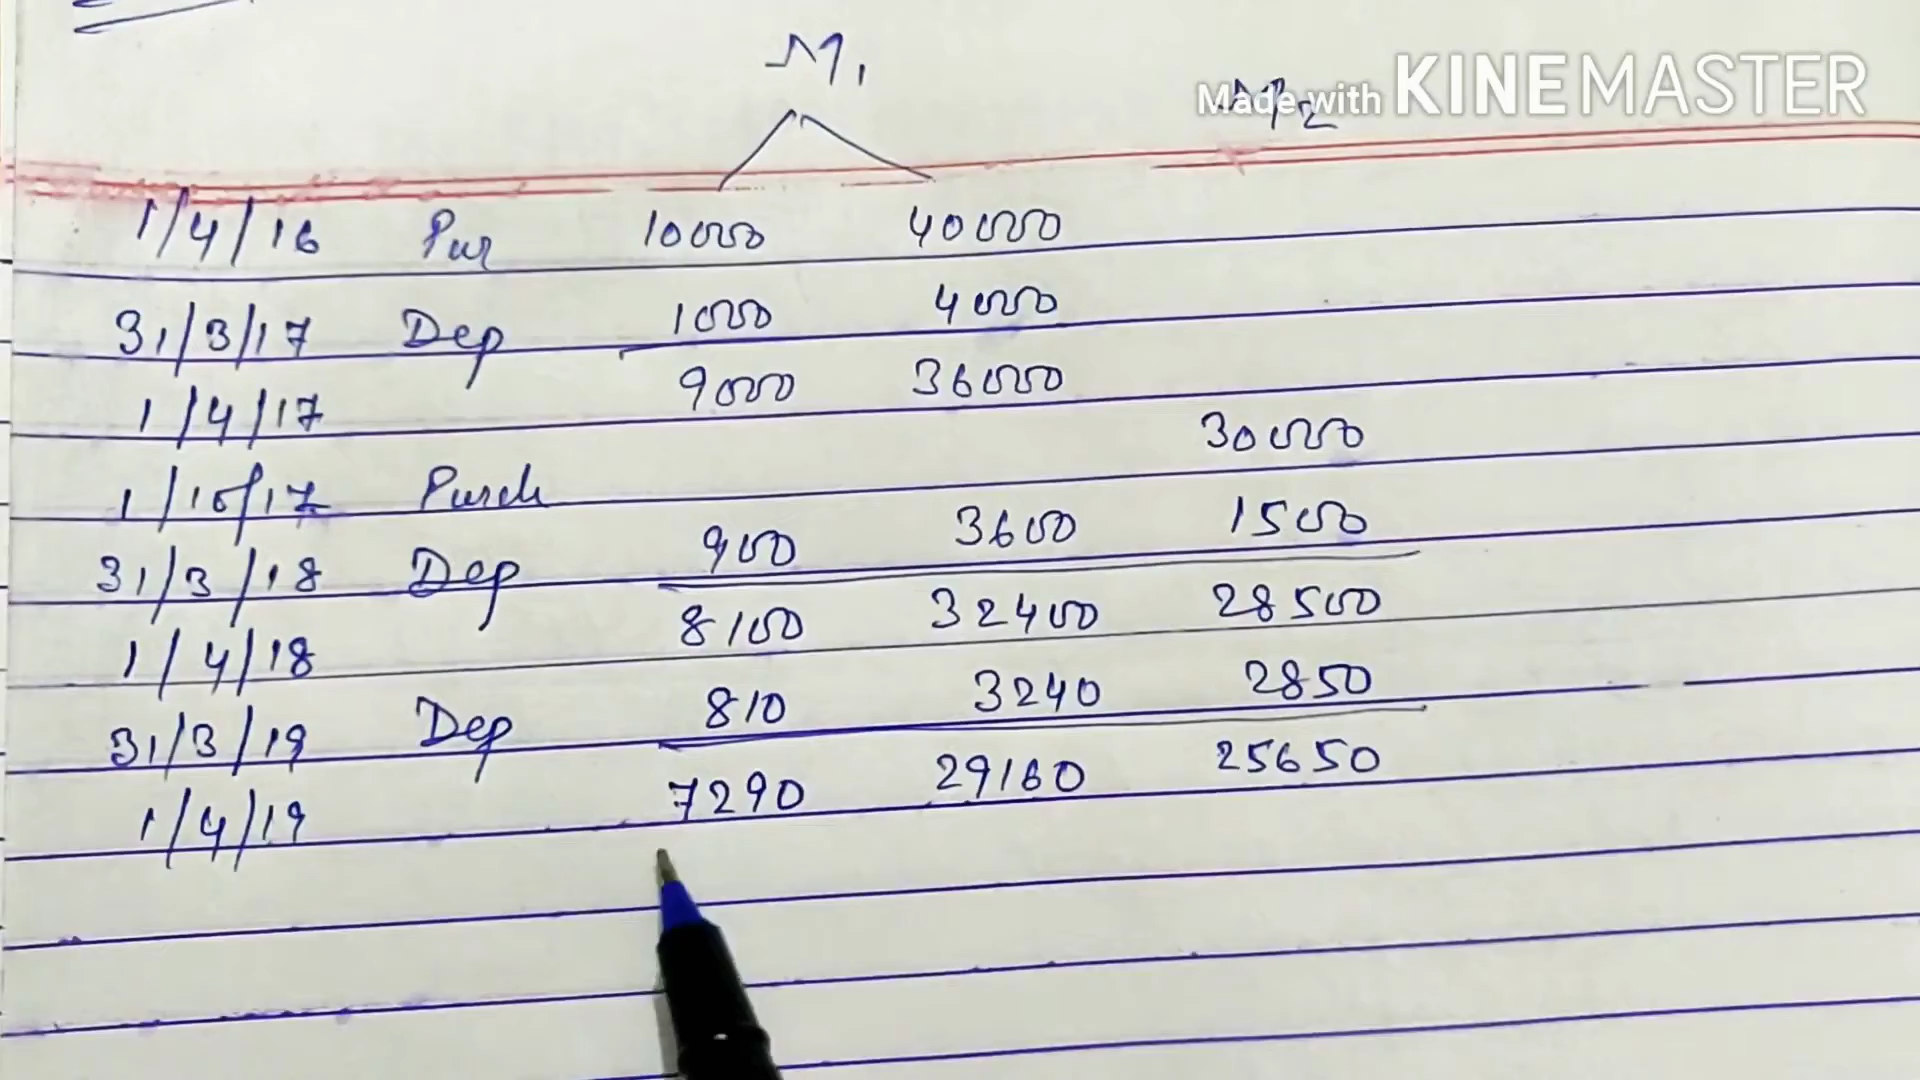 M1
Made with KINEMASTER
M2
1/4/16 Pur 10000 40000
31/3/17 Dep 1000 4000
1/4/17 9000 36000
30000
1/10/17 Purch
31/3/18 Dep 900 3600 1500
1/4/18 8100 32400 28500
31/3/19 Dep 810 3240 2850
1/4/19 7290 29160 25650